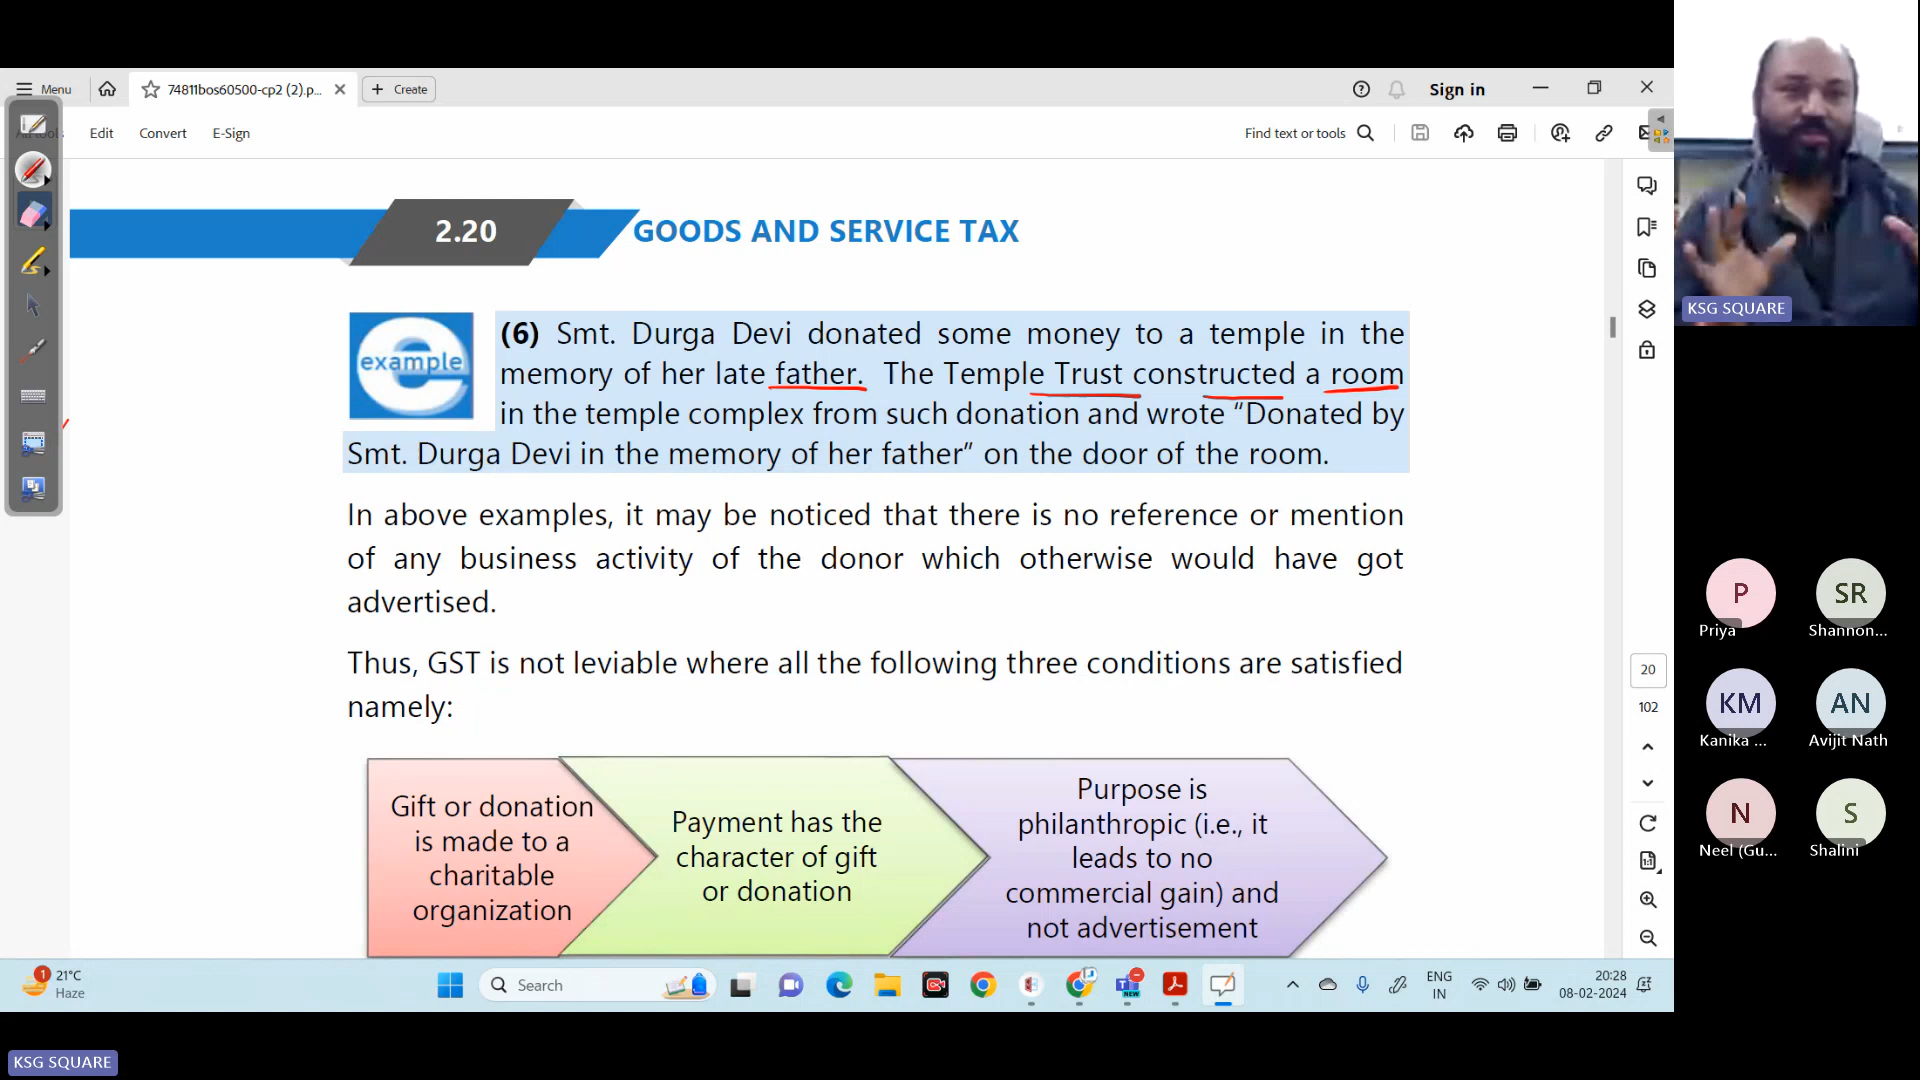 Menu
74811bos60500-cp2 (2).p...
Create
Sign in
Edit
Convert
E-Sign
Find text or tools
2.20
GOODS AND SERVICE TAX
example
(6) Smt. Durga Devi donated some money to a temple in the
memory of her late father. The Temple Trust constructed a room
in the temple complex from such donation and wrote “Donated by
Smt. Durga Devi in the memory of her father” on the door of the room.
In above examples, it may be noticed that there is no reference or mention
of any business activity of the donor which otherwise would have got
advertised.
Thus, GST is not leviable where all the following three conditions are satisfied
namely:
Gift or donation
is made to a
charitable
organization
Payment has the
character of gift
or donation
Purpose is
philanthropic (i.e., it
leads to no
commercial gain) and
not advertisement
20
102
KSG SQUARE
P
Priya
SR
Shannon...
KM
Kanika ...
AN
Avijit Nath
N
Neel (Gu...
S
Shalini
1
21°C
Haze
Search
NEW
ENG
IN
20:28
08-02-2024
KSG SQUARE